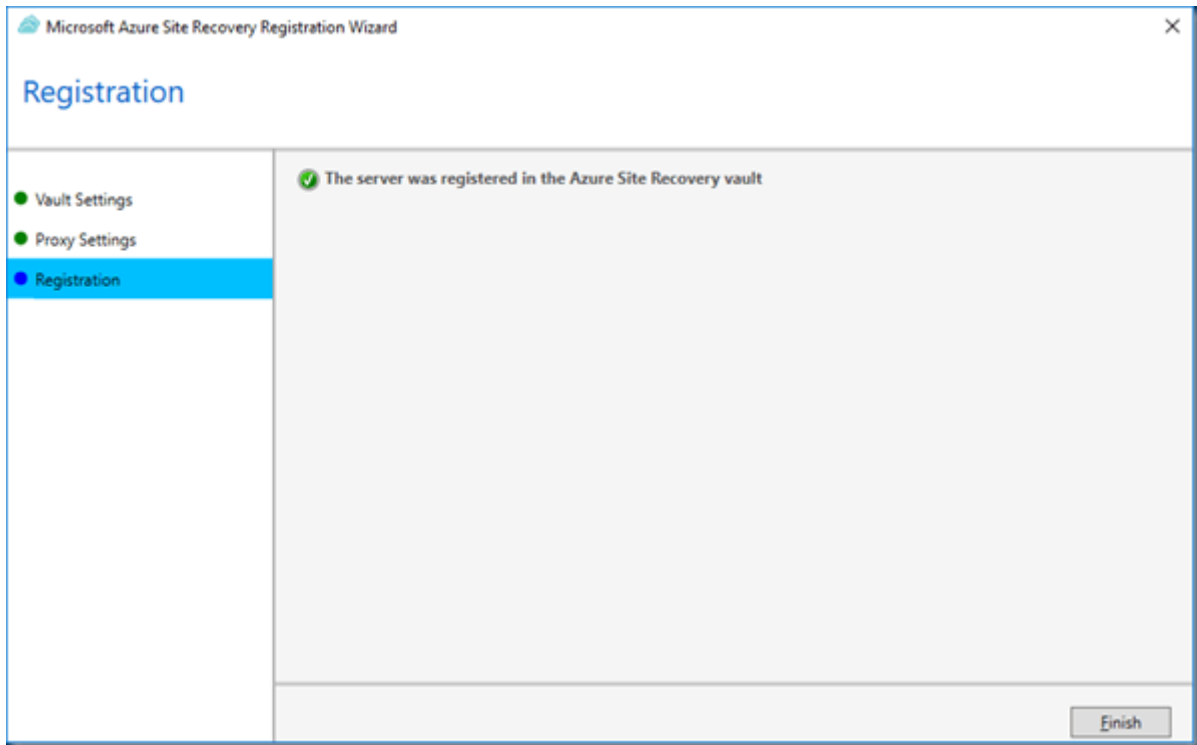 Microsoft Azure Site Recovery Registration Wizard
Registration
Vault Settings
Proxy Settings
Registration
The server was registered in the Azure Site Recovery vault
Finish